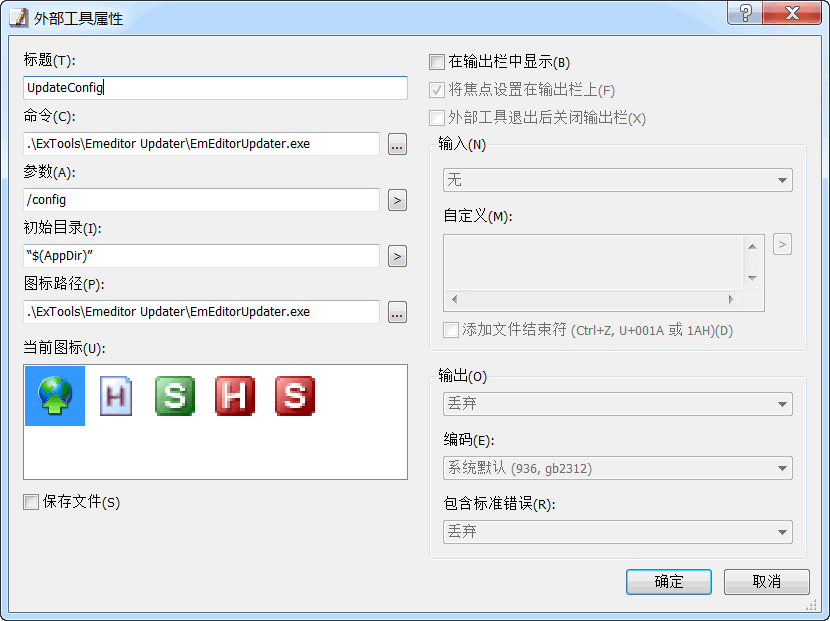 外部工具属性
标题(T):
UpdateConfig
命令(C):
.\ExTools\Emeditor Updater\EmEditorUpdater.exe
...
参数(A):
/config
>
初始目录(I):
“$(AppDir)”
>
图标路径(P):
.\ExTools\Emeditor Updater\EmEditorUpdater.exe
...
当前图标(U):
H S H S
保存文件(S)
在输出栏中显示(B)
将焦点设置在输出栏上(F)
外部工具退出后关闭输出栏(X)
输入(N)
无
自定义(M):
>
添加文件结束符 (Ctrl+Z, U+001A 或 1AH)(D)
输出(O)
丢弃
编码(E):
系统默认 (936, gb2312)
包含标准错误(R):
丢弃
确定
取消